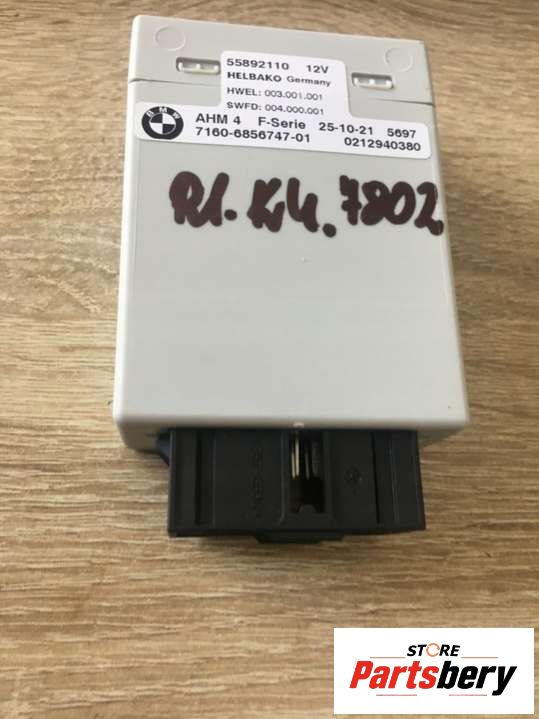 55892110 12V
HELBAKO Germany
HWEL: 003.001.001
SWFD: 004.000.001
BMW
AHM 4 F-Serie 25-10-21 5697
7160-6856747-01 0212940380
R1.K4.7802
STORE
Partsbery